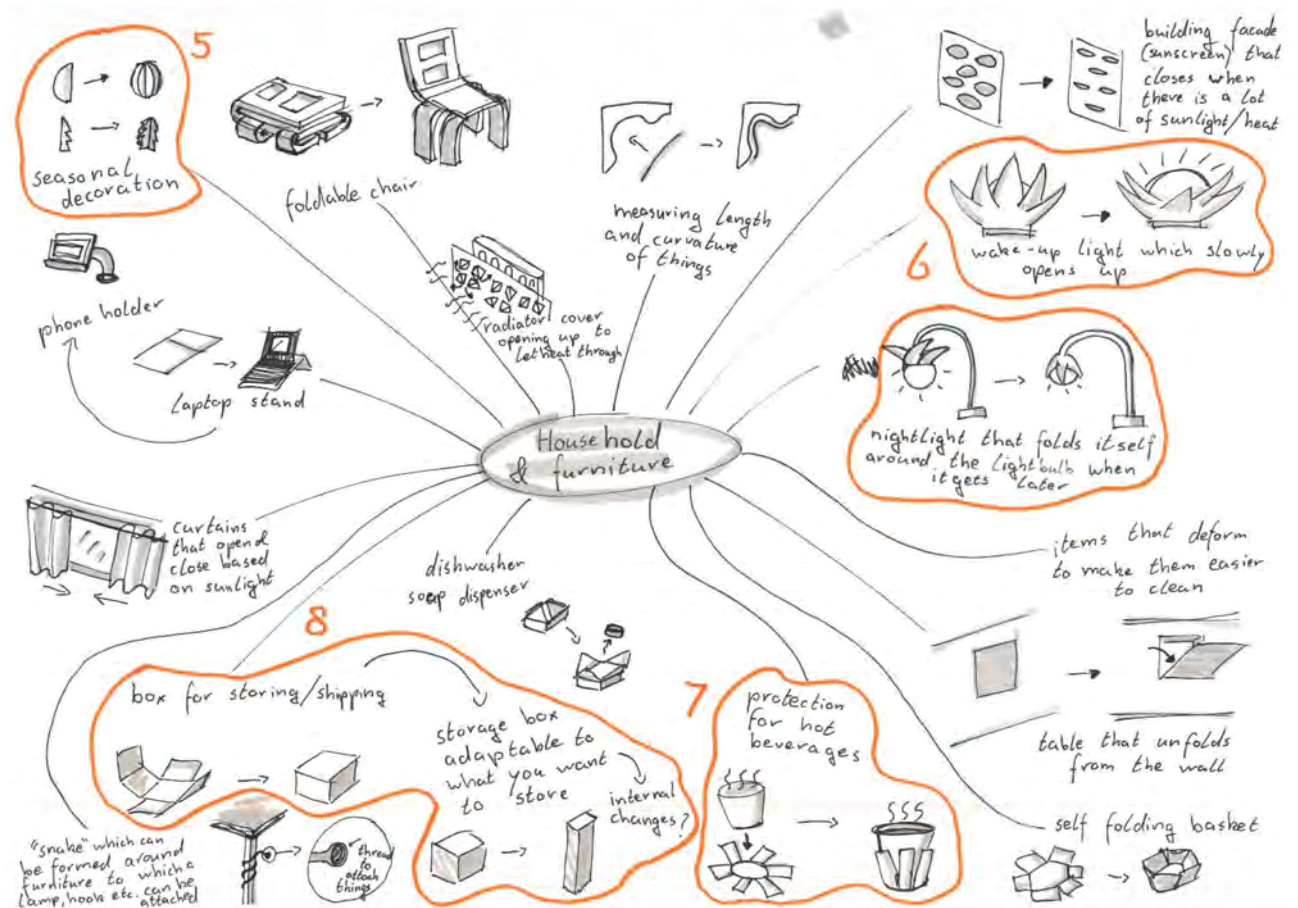 5
seasonal
decoration
foldable chair
measuring length
and curvature
of things
building facade
(sunscreen) that
closes when
there is a lot
of sunlight/heat
6
wake-up light which slowly
opens up
phone holder
laptop stand
radiator cover
opening up to
let heat through
nightlight that folds itself
around the lightbulb when
it gets later
Household
& furniture
curtains
that open &
close based
on sunlight
dishwasher
soap dispenser
items that deform
to make them easier
to clean
8
box for storing/shipping
storage box
adaptable to
what you want
to store
internal
changes?
7
protection
for hot
beverages
table that unfolds
from the wall
self folding basket
"snake" which can
be formed around
furniture to which a
lamp, hook etc. can be
attached
thread
to
attach
things